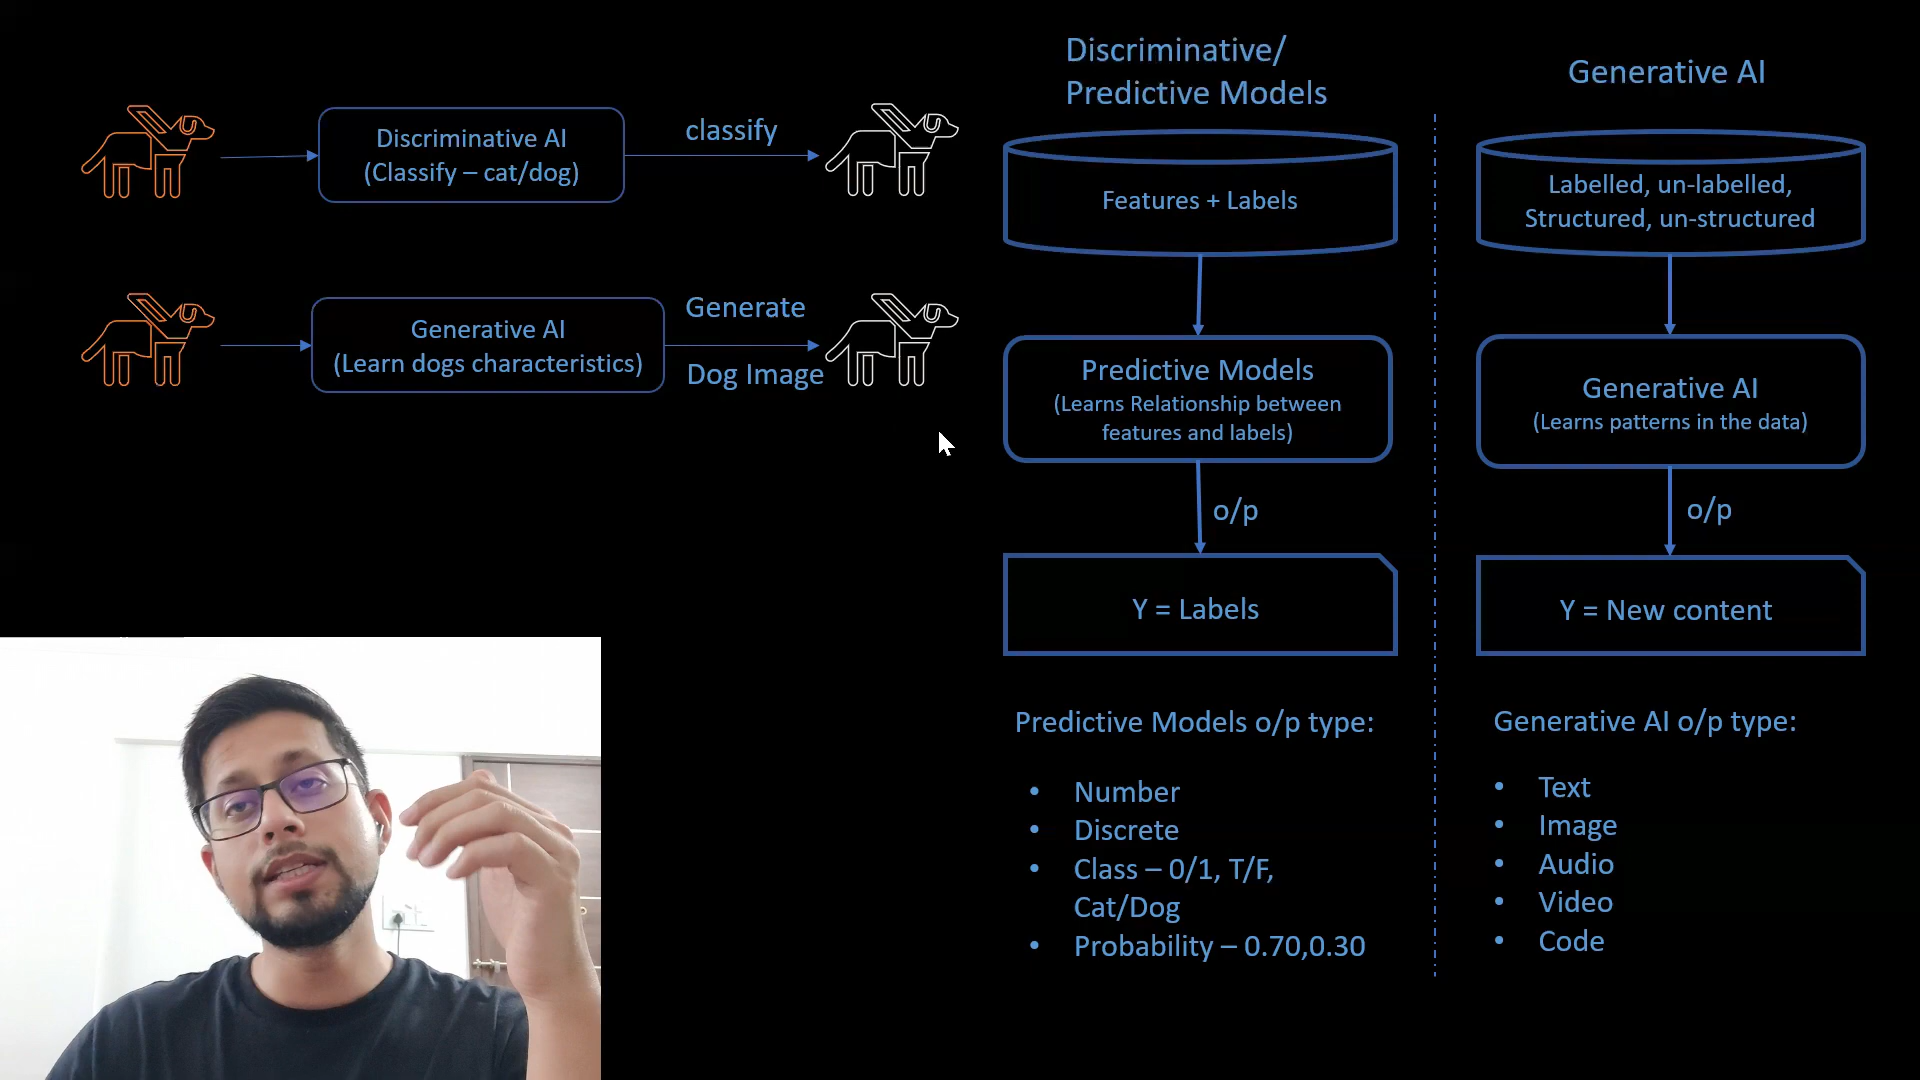 Discriminative AI
(Classify – cat/dog)
classify
Generative AI
(Learn dogs characteristics)
Generate
Dog Image
Discriminative/
Predictive Models
Features + Labels
Predictive Models
(Learns Relationship between
features and labels)
o/p
Y = Labels
Predictive Models o/p type:
• Number
• Discrete
• Class – 0/1, T/F,
Cat/Dog
• Probability – 0.70,0.30
Generative AI
Labelled, un-labelled,
Structured, un-structured
Generative AI
(Learns patterns in the data)
o/p
Y = New content
Generative AI o/p type:
• Text
• Image
• Audio
• Video
• Code